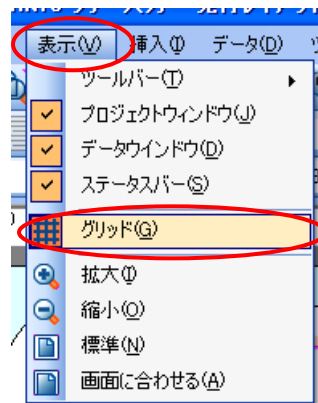 表示(V) 挿入(I) データ(D)
ツールバー(T)
プロジェクトウィンドウ(J)
データウインドウ(D)
ステータスバー(S)
グリッド(G)
拡大(I)
縮小(O)
標準(N)
画面に合わせる(A)